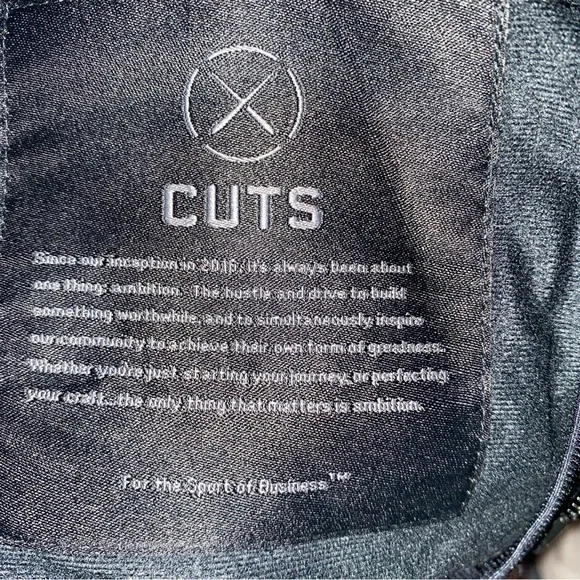 CUTS
Since our inception in 2016, it's always been about
one thing: ambition. The hustle and drive to build
something worthwhile, and to simultaneously inspire
our community to achieve their own form of greatness.
Whether you're just starting your journey, or perfecting
your craft...the only thing that matters is ambition.
For the Sport of Business™